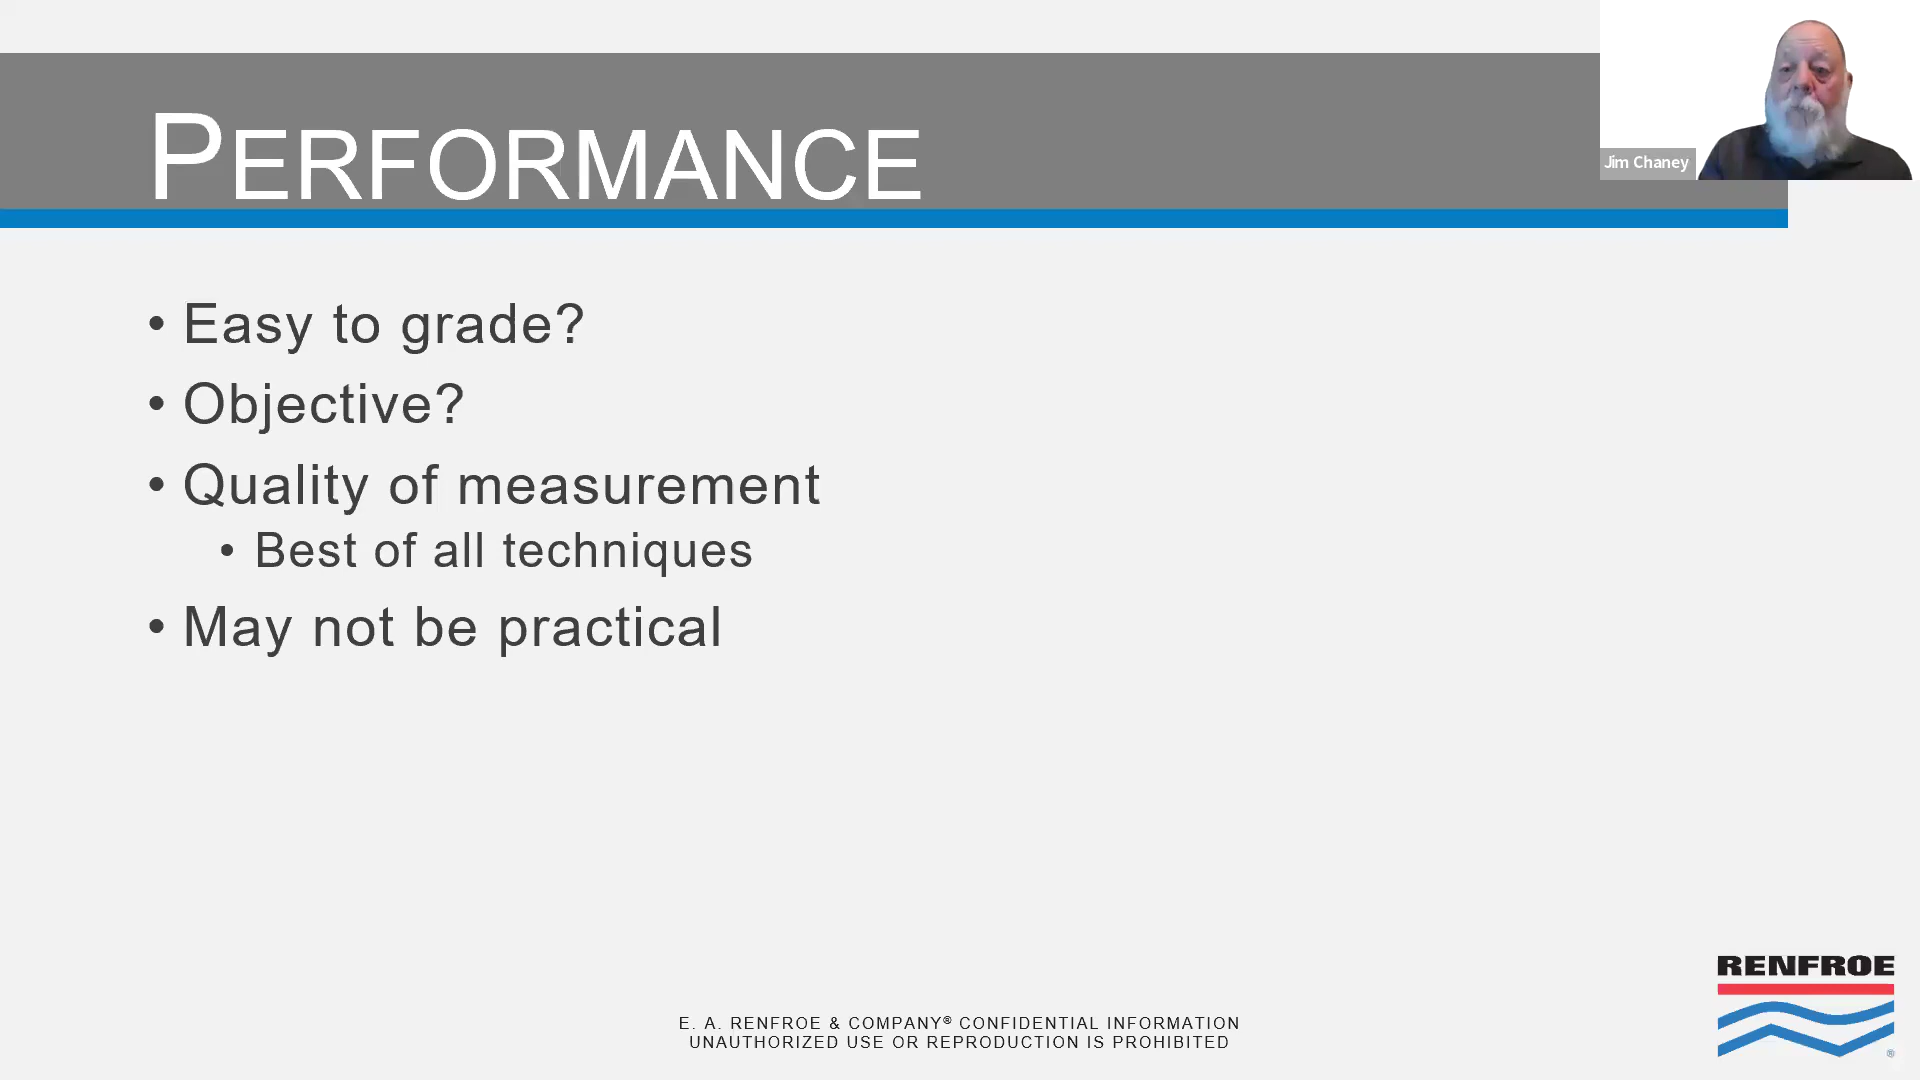 PERFORMANCE
Jim Chaney
• Easy to grade?
• Objective?
• Quality of measurement
• Best of all techniques
• May not be practical
RENFROE
®
E. A. RENFROE & COMPANY® CONFIDENTIAL INFORMATION
UNAUTHORIZED USE OR REPRODUCTION IS PROHIBITED